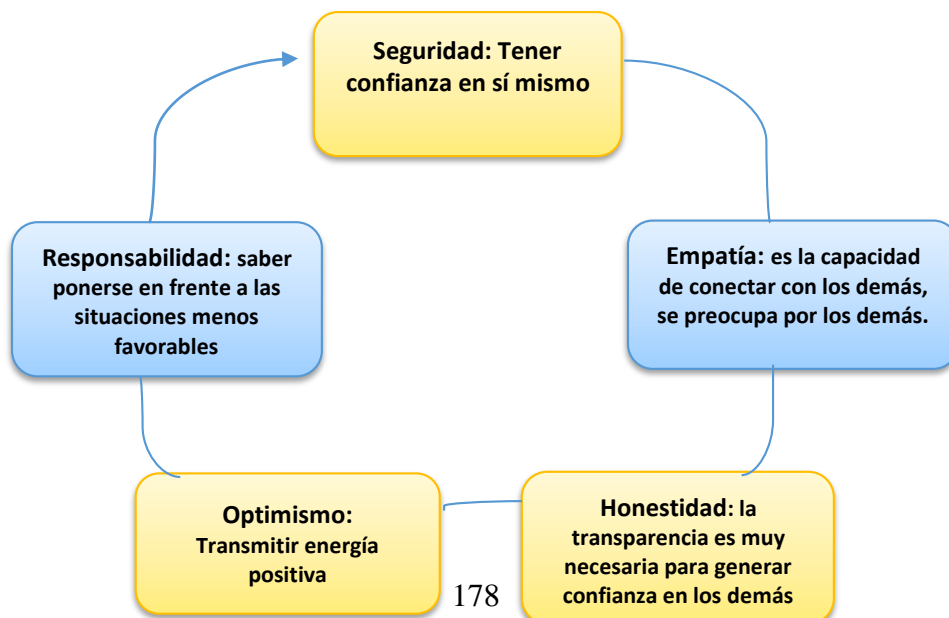 Seguridad: Tener
confianza en sí mismo
Empatía: es la capacidad
de conectar con los demás,
se preocupa por los demás.
Honestidad: la
transparencia es muy
necesaria para generar
confianza en los demás
Optimismo:
Transmitir energía
positiva
Responsabilidad: saber
ponerse en frente a las
situaciones menos
favorables
178